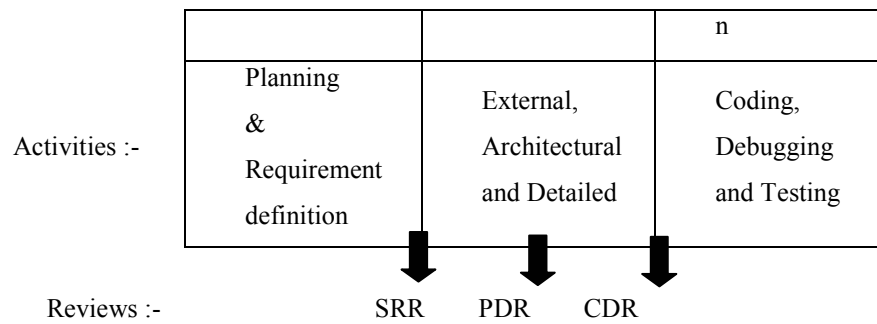 n
Planning
&
Requirement
definition
External,
Architectural
and Detailed
Coding,
Debugging
and Testing
Activities :-
Reviews :- SRR PDR CDR